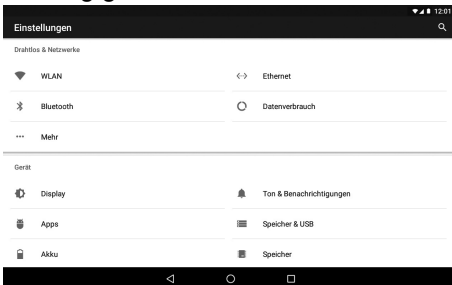 12:01
Einstellungen
Drahtlos & Netzwerke
WLAN
Ethernet
Bluetooth
Datenverbrauch
Mehr
Gerät
Display
Ton & Benachrichtigungen
Apps
Speicher & USB
Akku
Speicher